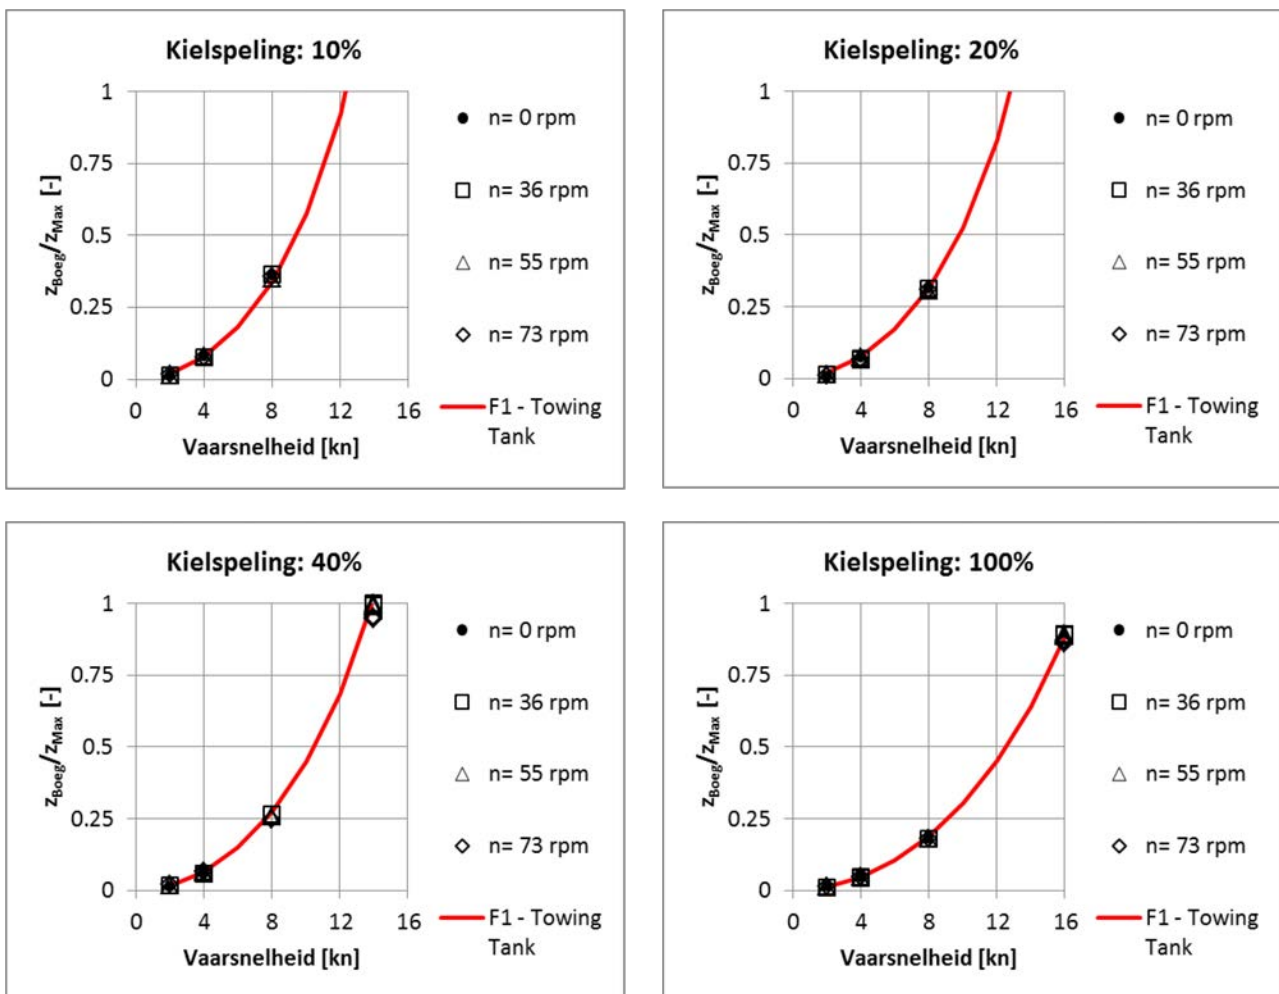 Kielspeling: 10%
1
0.75
0.5
0.25
0
zBoeg/zMax [-]
0 4 8 12 16
Vaarsnelheid [kn]
n= 0 rpm
n= 36 rpm
n= 55 rpm
n= 73 rpm
F1 - Towing
Tank
Kielspeling: 20%
1
0.75
0.5
0.25
0
zBoeg/zMax [-]
0 4 8 12 16
Vaarsnelheid [kn]
n= 0 rpm
n= 36 rpm
n= 55 rpm
n= 73 rpm
F1 - Towing
Tank
Kielspeling: 40%
1
0.75
0.5
0.25
0
zBoeg/zMax [-]
0 4 8 12 16
Vaarsnelheid [kn]
n= 0 rpm
n= 36 rpm
n= 55 rpm
n= 73 rpm
F1 - Towing
Tank
Kielspeling: 100%
1
0.75
0.5
0.25
0
zBoeg/zMax [-]
0 4 8 12 16
Vaarsnelheid [kn]
n= 0 rpm
n= 36 rpm
n= 55 rpm
n= 73 rpm
F1 - Towing
Tank